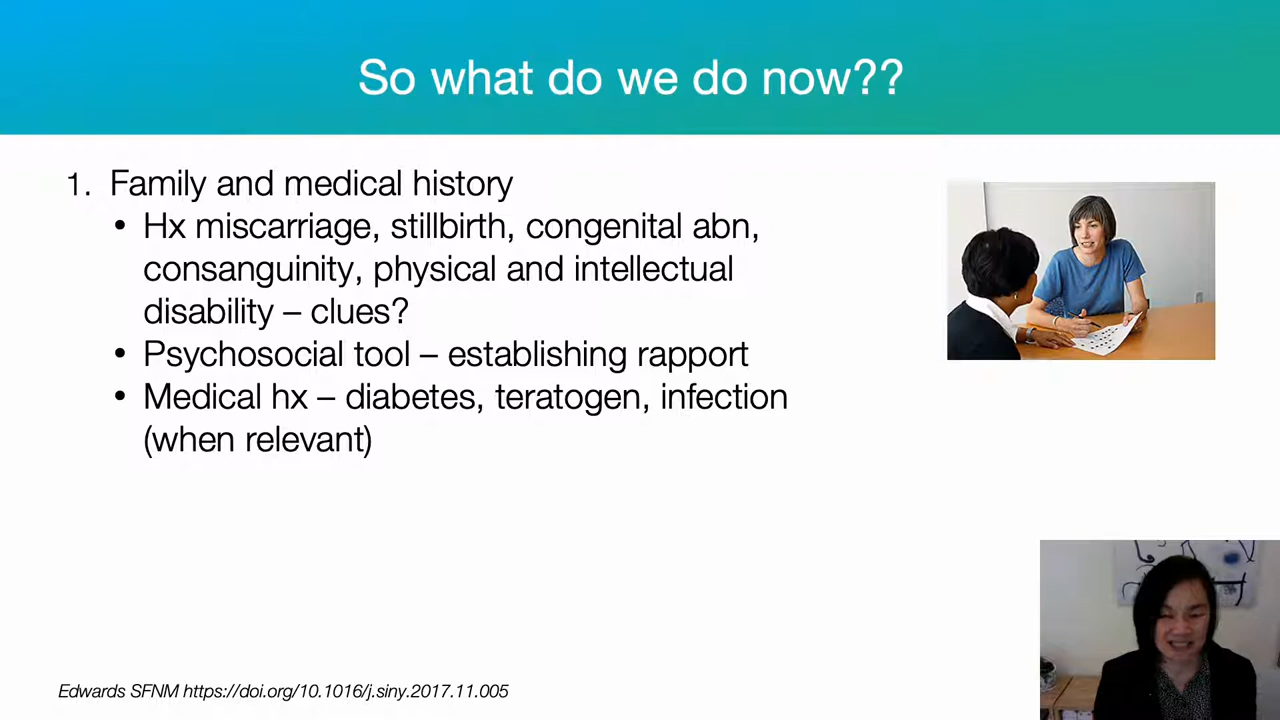 So what do we do now??
1. Family and medical history
• Hx miscarriage, stillbirth, congenital abn,
consanguinity, physical and intellectual
disability – clues?
• Psychosocial tool – establishing rapport
• Medical hx – diabetes, teratogen, infection
(when relevant)
Edwards SFNM https://doi.org/10.1016/j.siny.2017.11.005